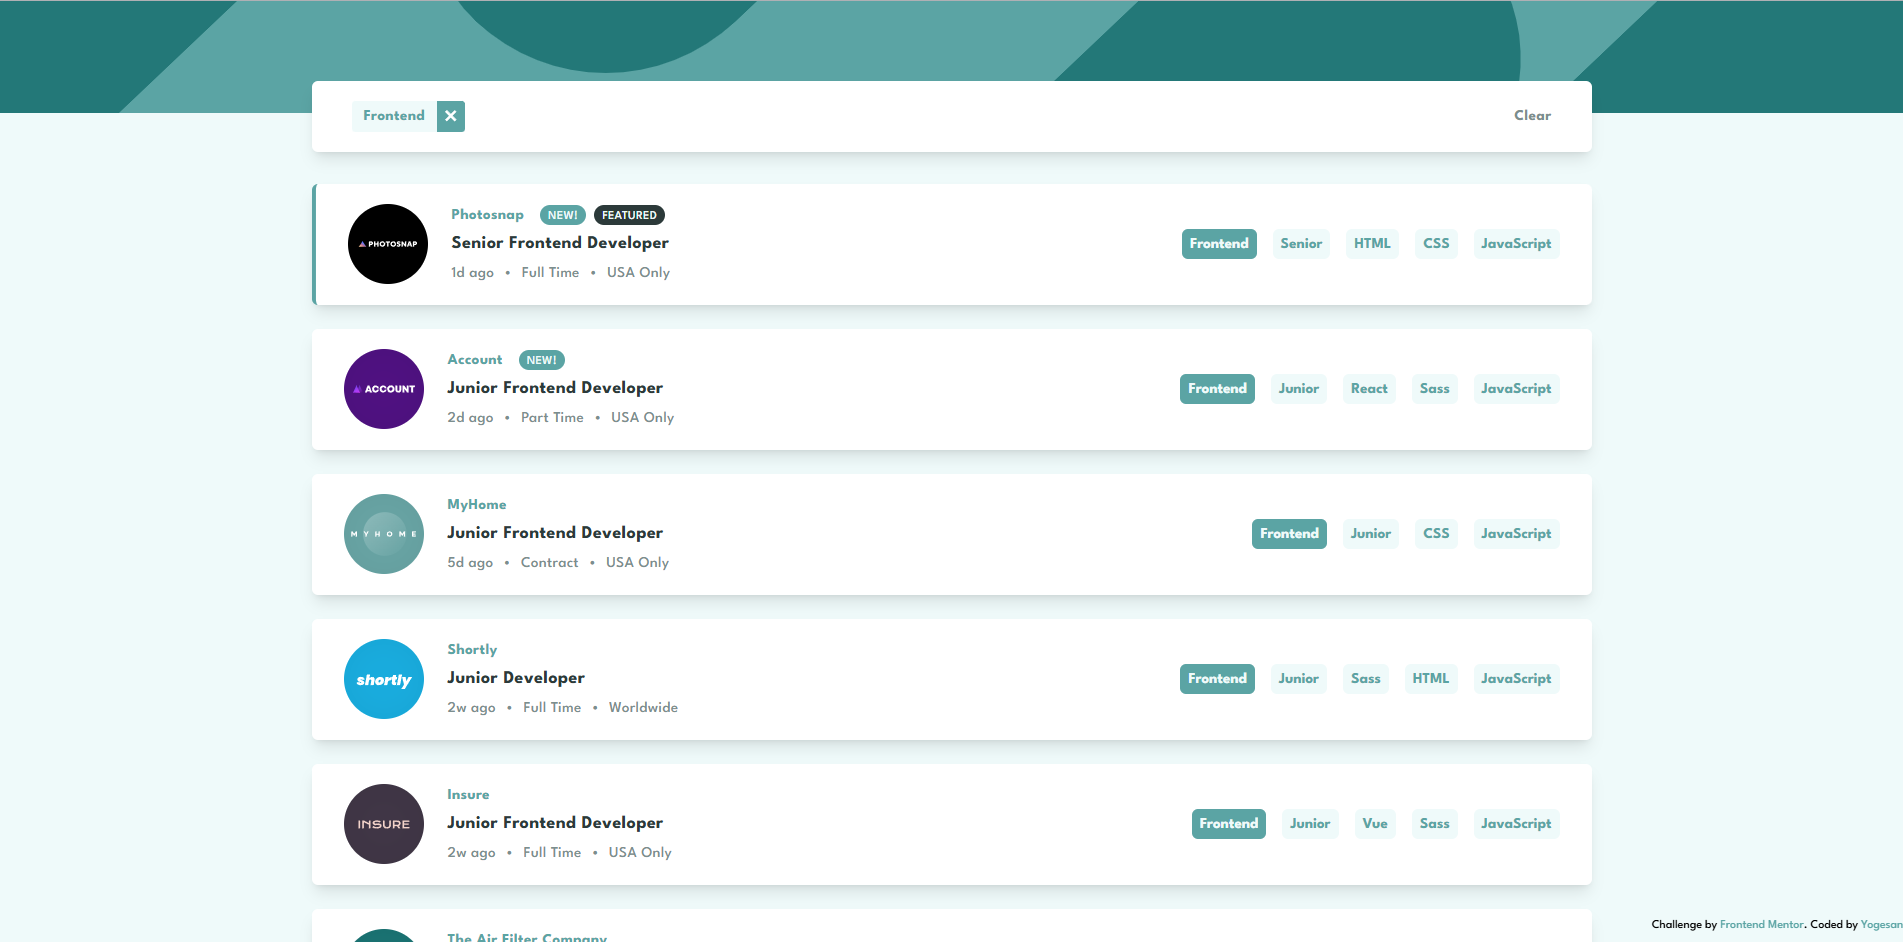 Frontend ✕ Clear
PHOTOSNAP
Photosnap NEW! FEATURED
Senior Frontend Developer
1d ago • Full Time • USA Only
Frontend Senior HTML CSS JavaScript
ACCOUNT
Account NEW!
Junior Frontend Developer
2d ago • Part Time • USA Only
Frontend Junior React Sass JavaScript
MYHOME
MyHome
Junior Frontend Developer
5d ago • Contract • USA Only
Frontend Junior CSS JavaScript
shortly
Shortly
Junior Developer
2w ago • Full Time • Worldwide
Frontend Junior Sass HTML JavaScript
INSURE
Insure
Junior Frontend Developer
2w ago • Full Time • USA Only
Frontend Junior Vue Sass JavaScript
The Air Filter Company
Challenge by Frontend Mentor. Coded by Yogesan